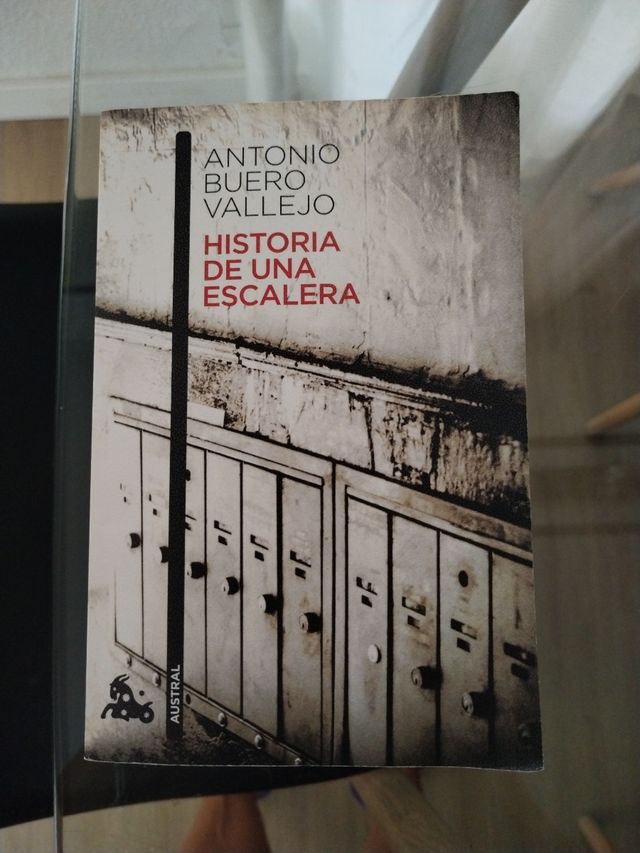 ANTONIO
BUERO
VALLEJO
HISTORIA
DE UNA
ESCALERA
AUSTRAL